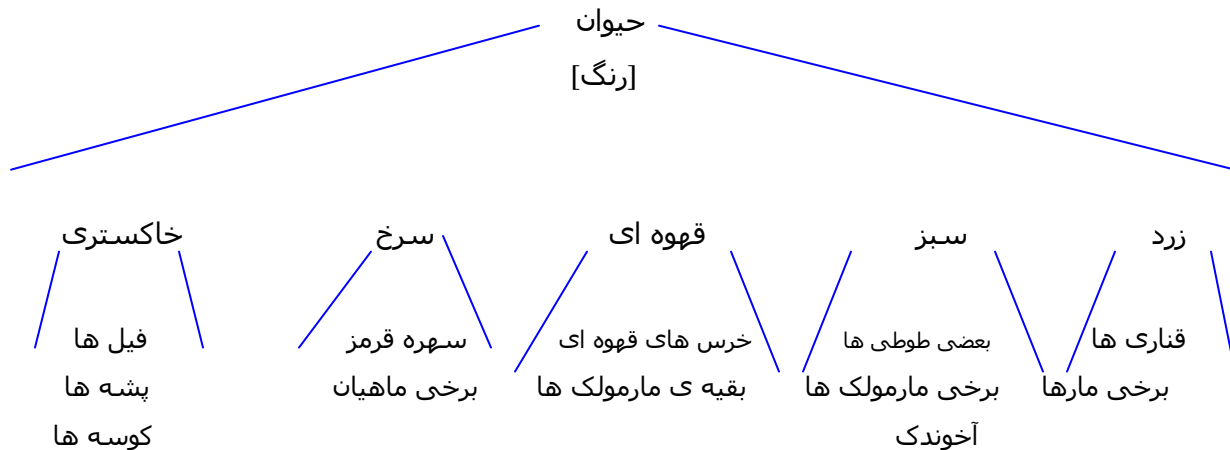 حیوان
[رنگ]
زرد
سبز
قهوه ای
سرخ
خاکستری
قناری ها
برخی مارها
بعضی طوطی ها
برخی مارمولک ها
آخوندک
خرس های قهوه ای
بقیه ی مارمولک ها
سهره قرمز
برخی ماهیان
فیل ها
پشه ها
کوسه ها